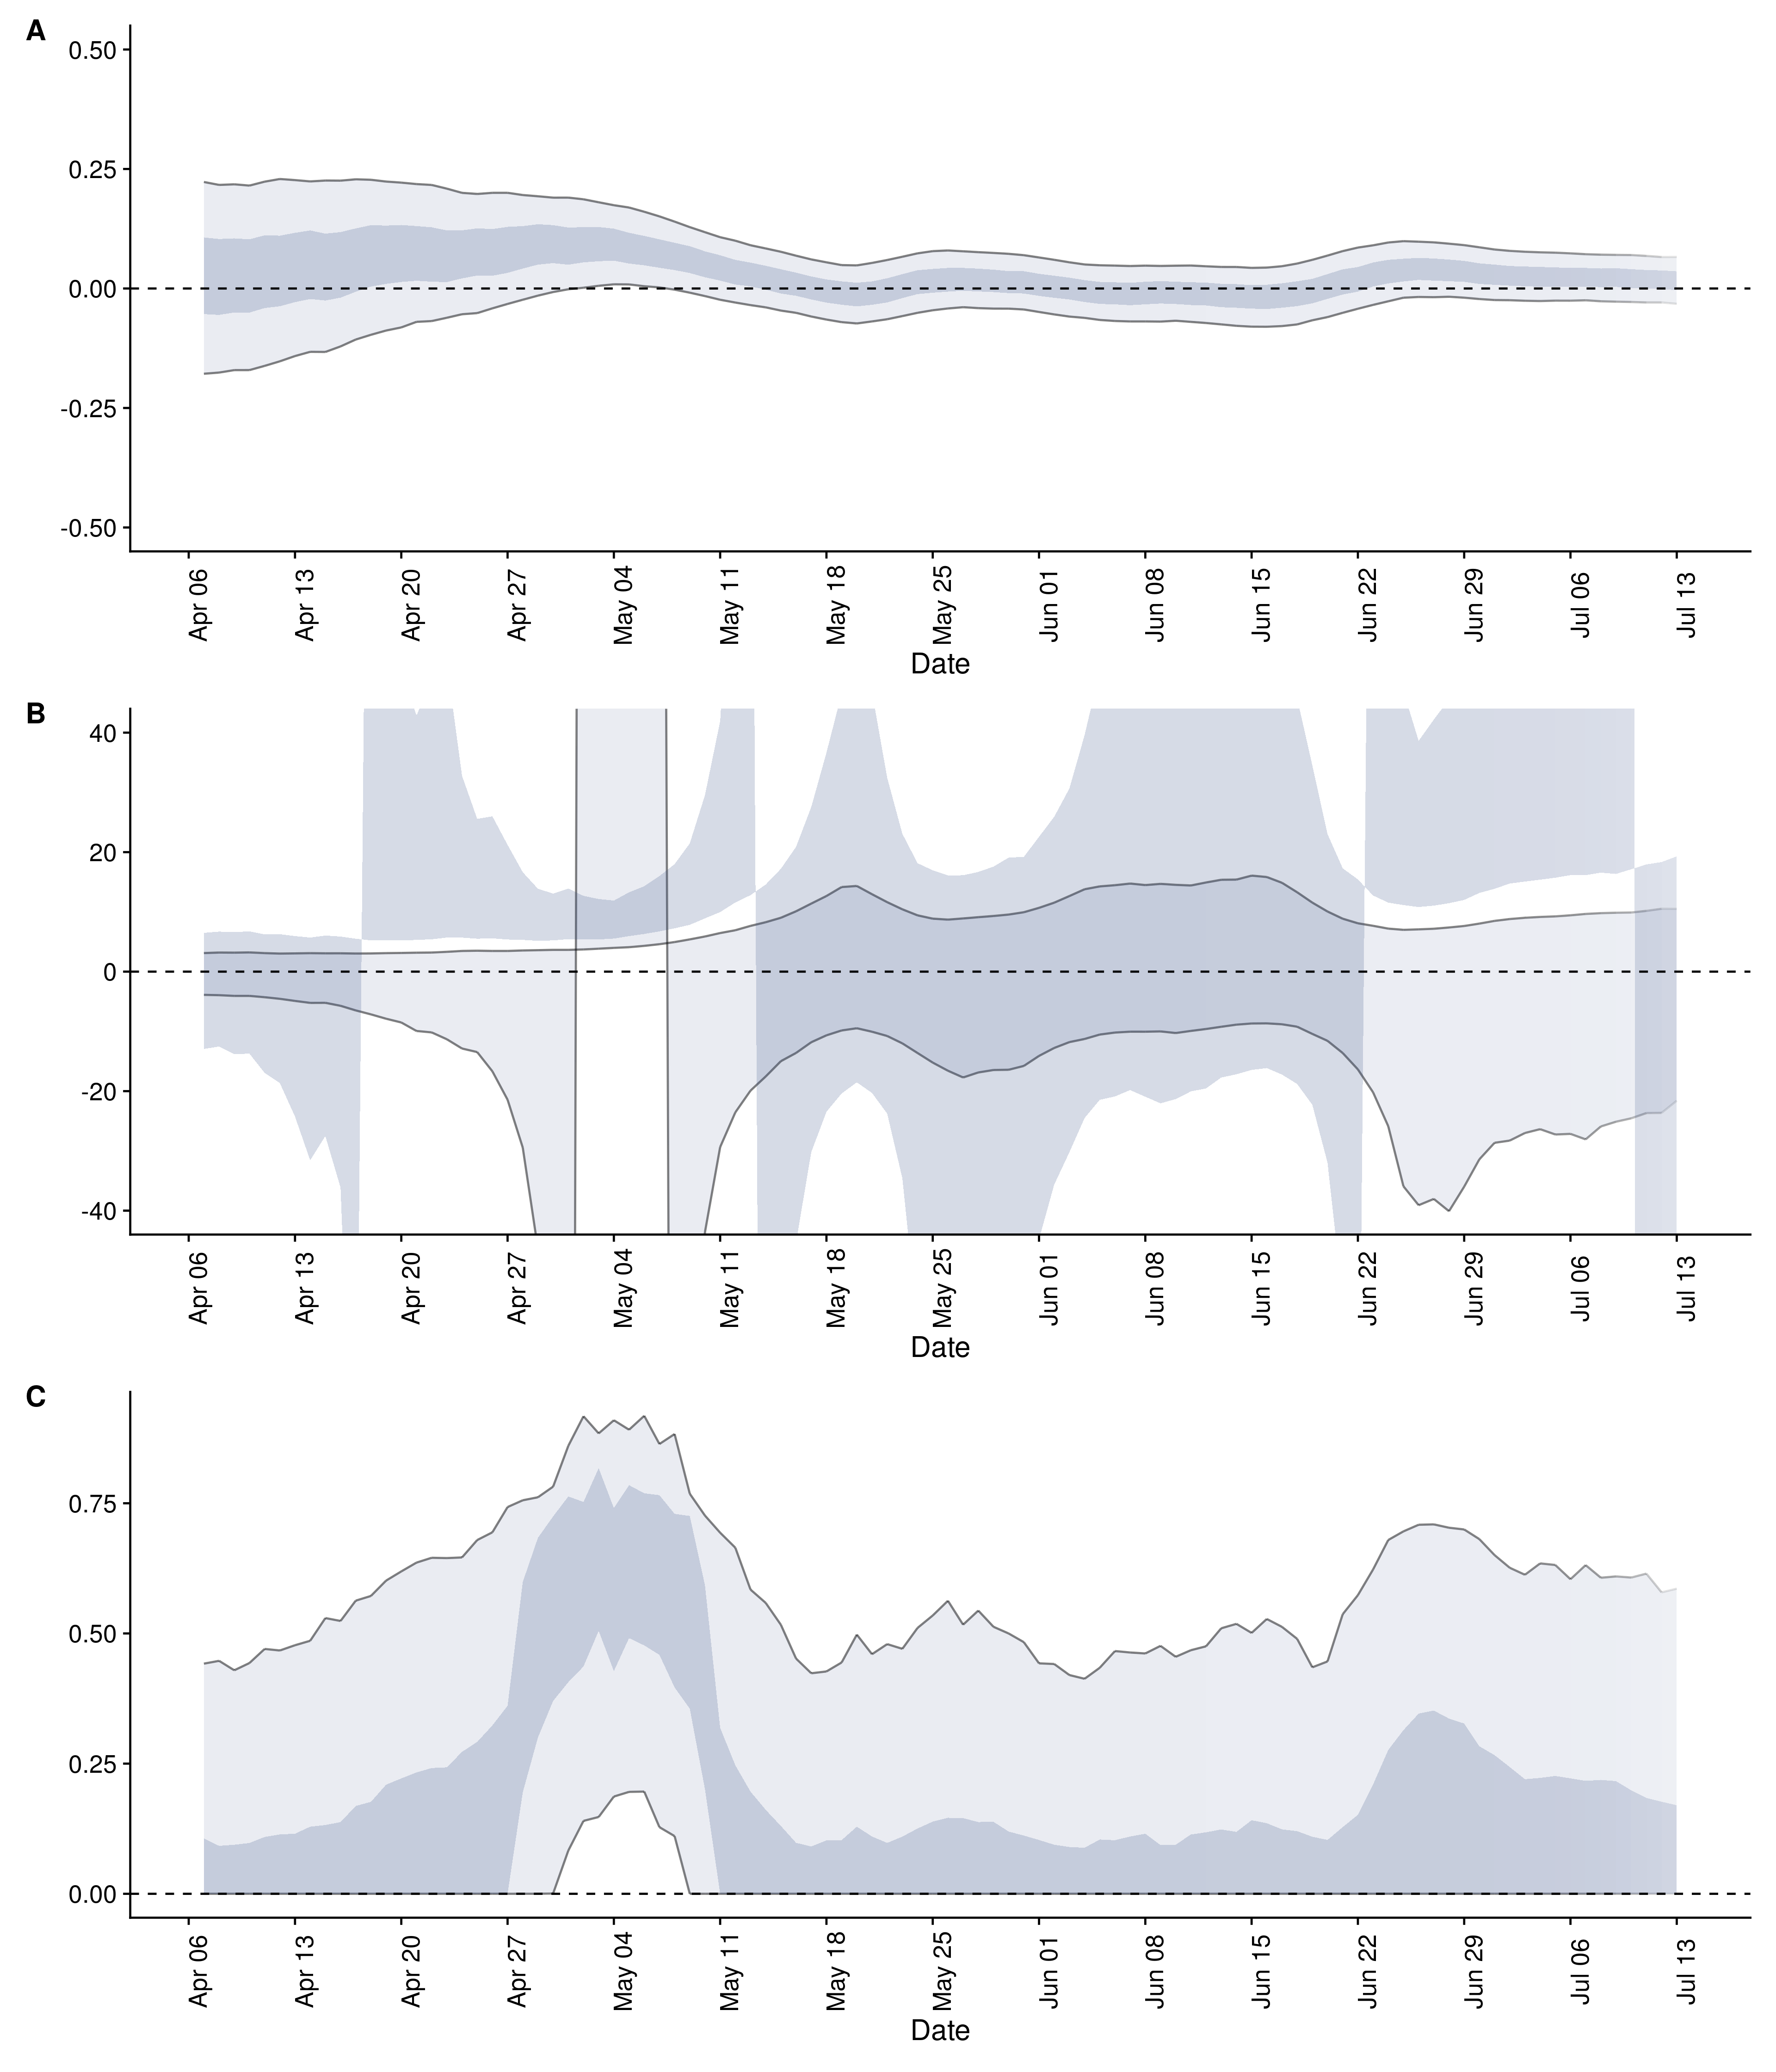 A
0.50
0.25
0.00
-0.25
-0.50
Apr 06
Apr 13
Apr 20
Apr 27
May 04
May 11
May 18
May 25
Jun 01
Jun 08
Jun 15
Jun 22
Jun 29
Jul 06
Jul 13
Date
B
40
20
0
-20
-40
Apr 06
Apr 13
Apr 20
Apr 27
May 04
May 11
May 18
May 25
Jun 01
Jun 08
Jun 15
Jun 22
Jun 29
Jul 06
Jul 13
Date
C
0.75
0.50
0.25
0.00
Apr 06
Apr 13
Apr 20
Apr 27
May 04
May 11
May 18
May 25
Jun 01
Jun 08
Jun 15
Jun 22
Jun 29
Jul 06
Jul 13
Date